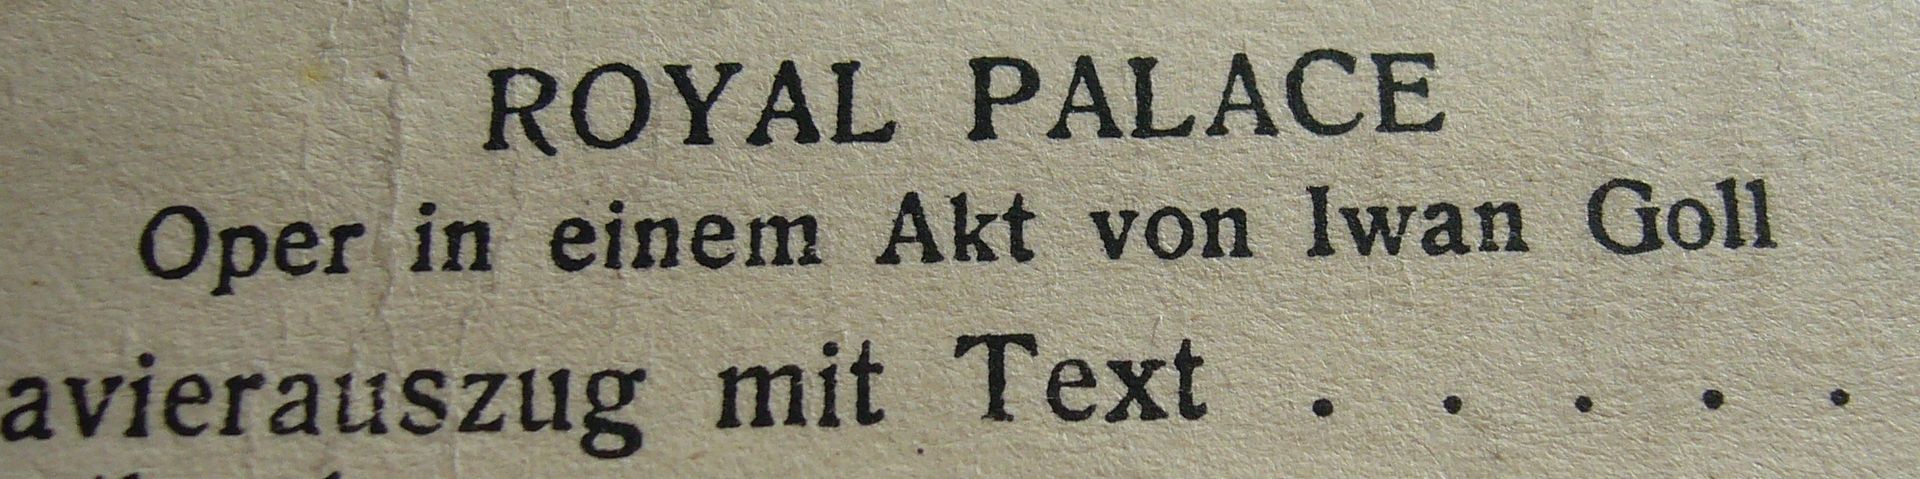 ROYAL PALACE
Oper in einem Akt von Iwan Goll
avierauszug mit Text . . . . .